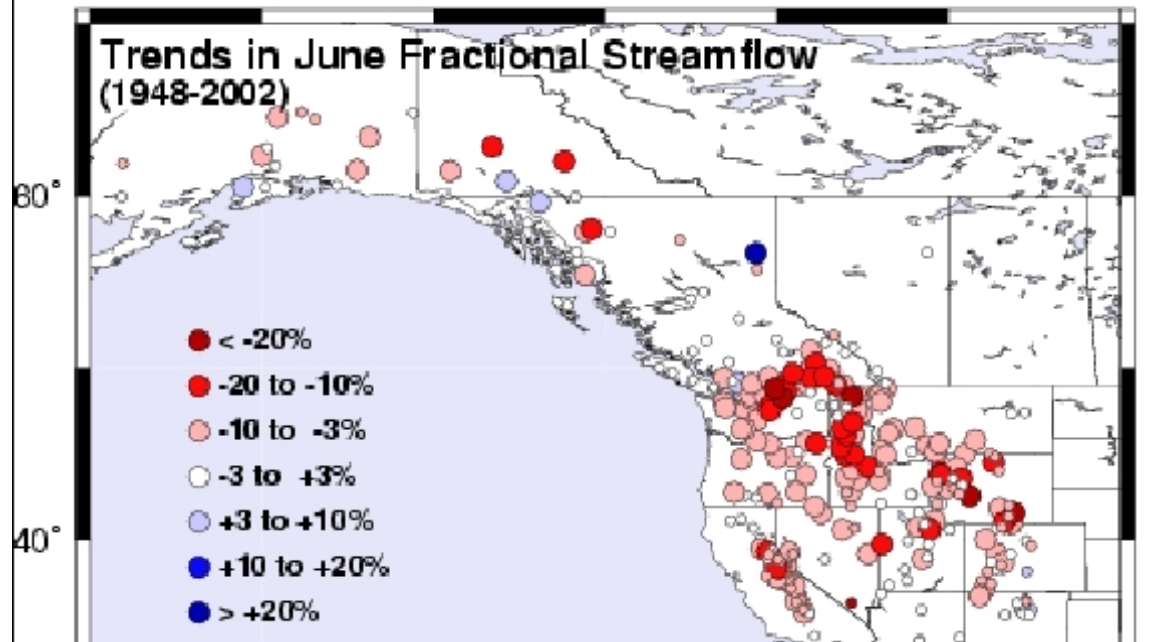 Trends in June Fractional Streamflow
(1948-2002)
60°
< -20%
-20 to -10%
-10 to -3%
-3 to +3%
+3 to +10%
40°
+10 to +20%
> +20%